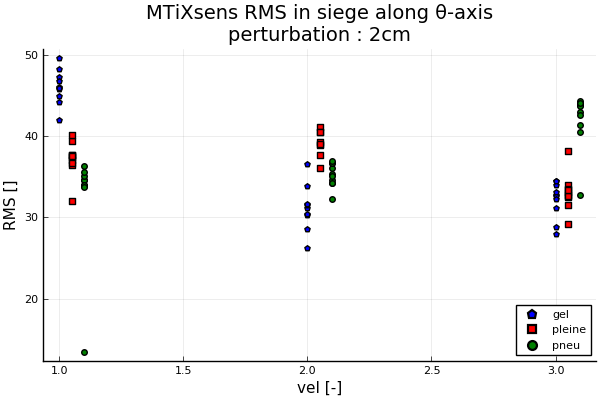 MTiXsens RMS in siege along θ-axis
perturbation : 2cm
RMS []
50
40
30
20
1.0
1.5
2.0
2.5
3.0
vel [-]
gel
pleine
pneu